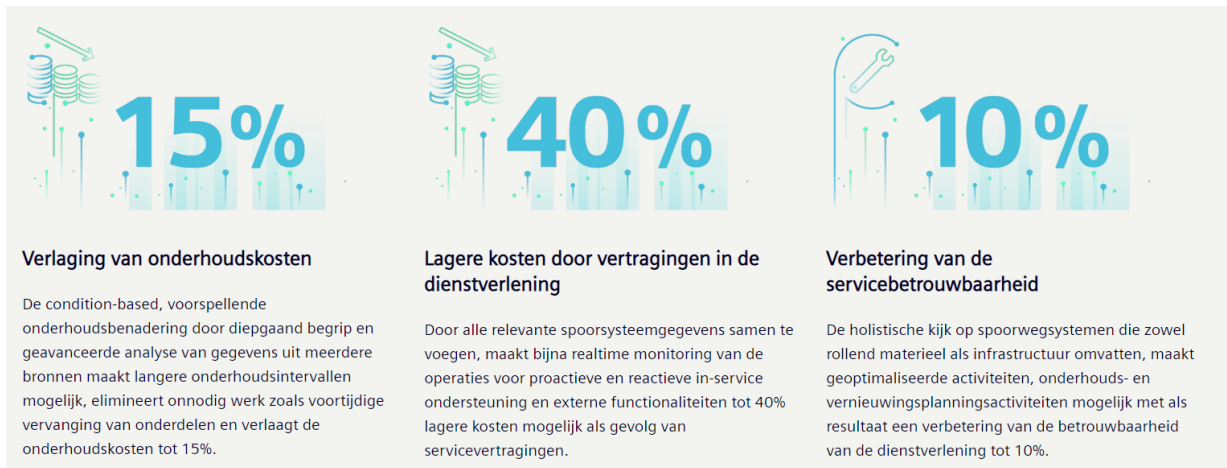 15%
Verlaging van onderhoudskosten
De condition-based, voorspellende
onderhoudsbenadering door diepgaand begrip en
geavanceerde analyse van gegevens uit meerdere
bronnen maakt langere onderhoudsintervallen
mogelijk, elimineert onnodig werk zoals voortijdige
vervanging van onderdelen en verlaagt de
onderhoudskosten tot 15%.
40%
Lagere kosten door vertragingen in de
dienstverlening
Door alle relevante spoorsysteemgegevens samen te
voegen, maakt bijna realtime monitoring van de
operaties voor proactieve en reactieve in-service
ondersteuning en externe functionaliteiten tot 40%
lagere kosten mogelijk als gevolg van
servicevertragingen.
10%
Verbetering van de
servicebetrouwbaarheid
De holistische kijk op spoorwegsystemen die zowel
rollend materieel als infrastructuur omvatten, maakt
geoptimaliseerde activiteiten, onderhouds- en
vernieuwingsplanningsactiviteiten mogelijk met als
resultaat een verbetering van de betrouwbaarheid
van de dienstverlening tot 10%.